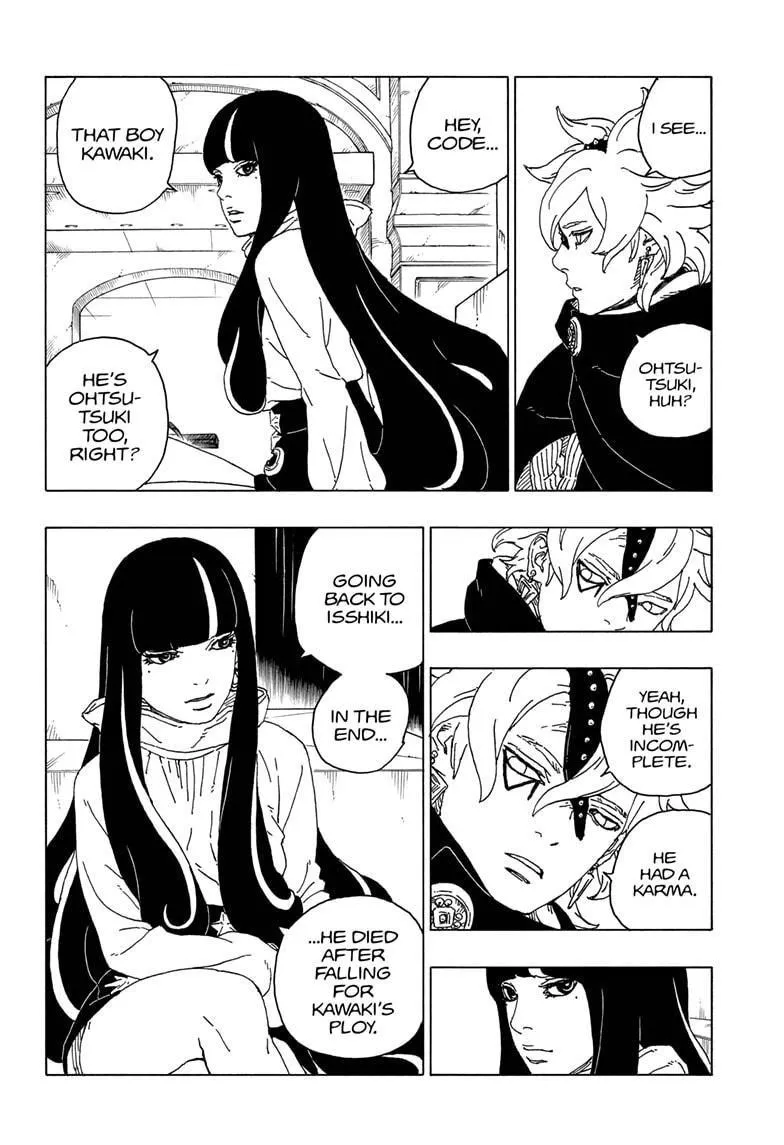 I SEE...
OHTSU-
TSUKI,
HUH?
HEY,
CODE...
THAT BOY
KAWAKI.
HE'S
OHTSU-
TSUKI
TOO,
RIGHT?
YEAH,
THOUGH
HE'S
INCOM-
PLETE.
HE
HAD A
KARMA.
GOING
BACK TO
ISSHIKI...
IN THE
END...
...HE DIED
AFTER
FALLING
FOR
KAWAKI'S
PLOY.